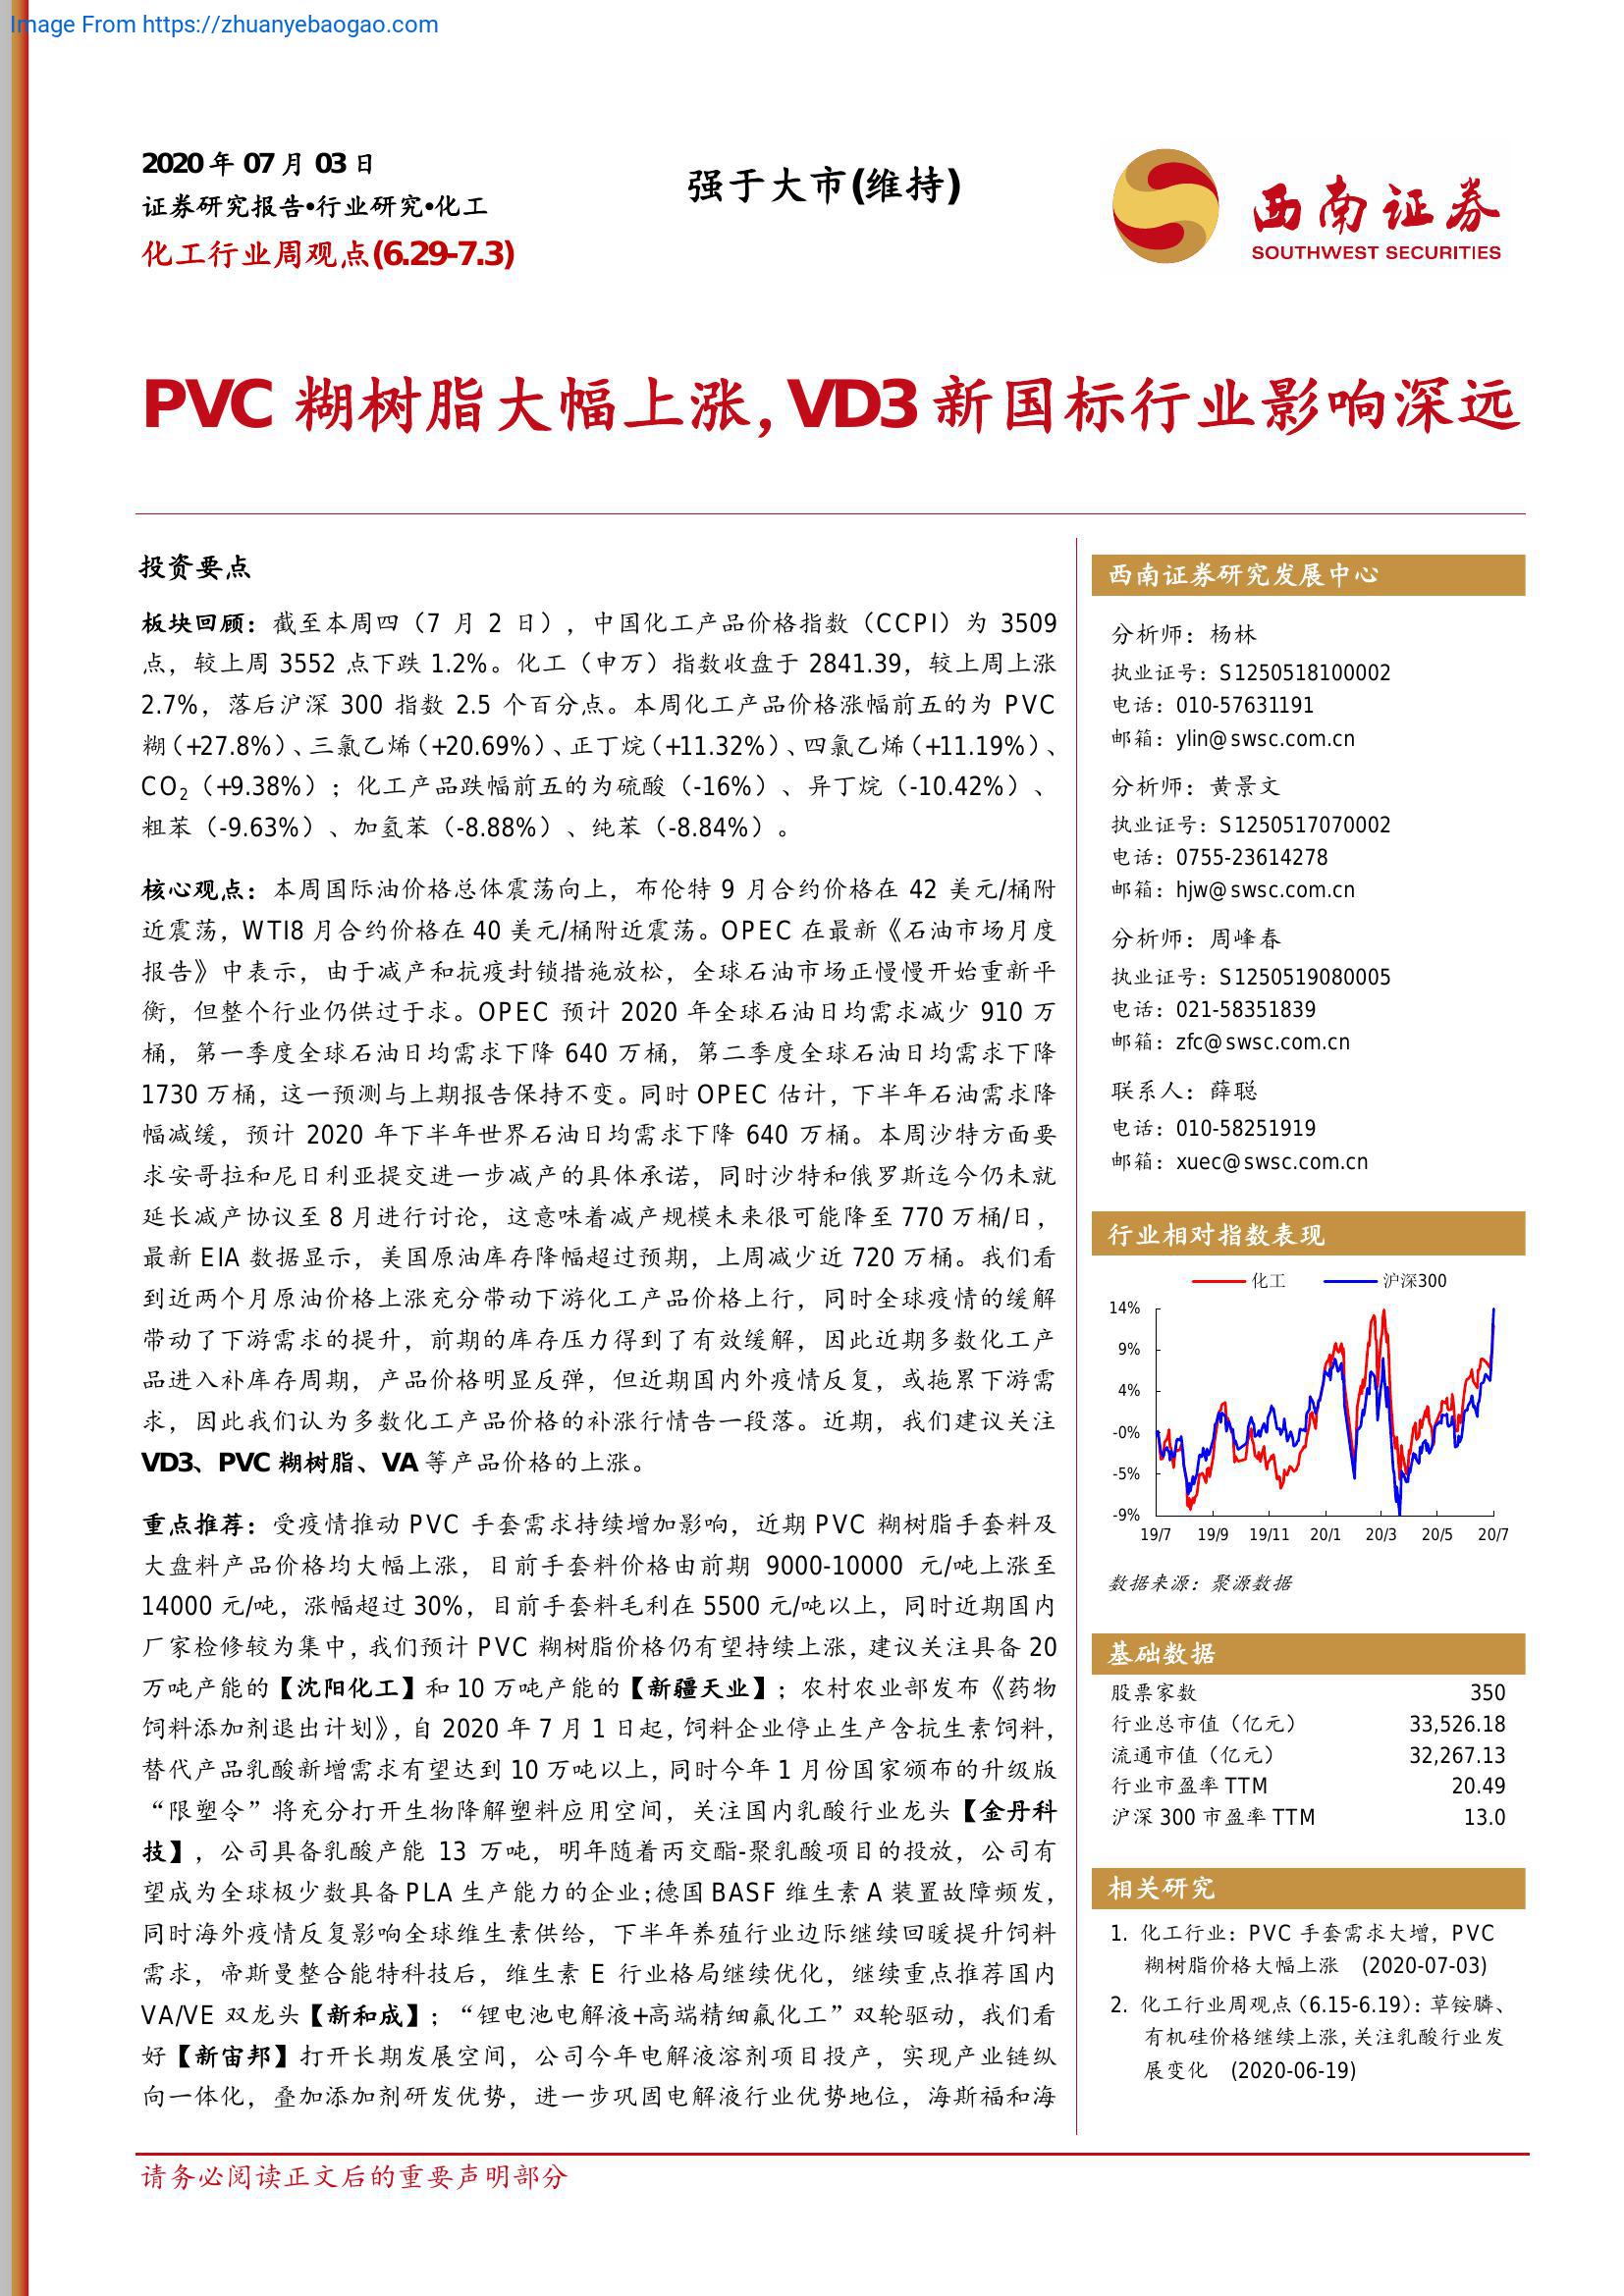 Image From https://zhuanyebaogao.com
2020 年 07 月 03 日
证券研究报告•行业研究•化工
化工行业周观点(6.29-7.3)
强于大市(维持)
西南证券
SOUTHWEST SECURITIES
PVC 糊树脂大幅上涨，VD3 新国标行业影响深远
投资要点
板块回顾：截至本周四（7 月 2 日），中国化工产品价格指数（CCPI）为 3509
点，较上周 3552 点下跌 1.2%。化工（申万）指数收盘于 2841.39，较上周上涨
2.7%，落后沪深 300 指数 2.5 个百分点。本周化工产品价格涨幅前五的为 PVC
糊（+27.8%）、三氯乙烯（+20.69%）、正丁烷（+11.32%）、四氯乙烯（+11.19%）、
CO₂（+9.38%）；化工产品跌幅前五的为硫酸（-16%）、异丁烷（-10.42%）、
粗苯（-9.63%）、加氢苯（-8.88%）、纯苯（-8.84%）。
核心观点：本周国际油价格总体震荡向上，布伦特 9 月合约价格在 42 美元/桶附
近震荡，WTI8 月合约价格在 40 美元/桶附近震荡。OPEC 在最新《石油市场月度
报告》中表示，由于减产和抗疫封锁措施放松，全球石油市场正慢慢开始重新平
衡，但整个行业仍供过于求。OPEC 预计 2020 年全球石油日均需求减少 910 万
桶，第一季度全球石油日均需求下降 640 万桶，第二季度全球石油日均需求下降
1730 万桶，这一预测与上期报告保持不变。同时 OPEC 估计，下半年石油需求降
幅减缓，预计 2020 年下半年世界石油日均需求下降 640 万桶。本周沙特方面要
求安哥拉和尼日利亚提交进一步减产的具体承诺，同时沙特和俄罗斯迄今仍未就
延长减产协议至 8 月进行讨论，这意味着减产规模未来很可能降至 770 万桶/日，
最新 EIA 数据显示，美国原油库存降幅超过预期，上周减少近 720 万桶。我们看
到近两个月原油价格上涨充分带动下游化工产品价格上行，同时全球疫情的缓解
带动了下游需求的提升，前期的库存压力得到了有效缓解，因此近期多数化工产
品进入补库存周期，产品价格明显反弹，但近期国内外疫情反复，或拖累下游需
求，因此我们认为多数化工产品价格的补涨行情告一段落。近期，我们建议关注
VD3、PVC 糊树脂、VA 等产品价格的上涨。
重点推荐：受疫情推动 PVC 手套需求持续增加影响，近期 PVC 糊树脂手套料及
大盘料产品价格均大幅上涨，目前手套料价格由前期 9000-10000 元/吨上涨至
14000 元/吨，涨幅超过 30%，目前手套料毛利在 5500 元/吨以上，同时近期国内
厂家检修较为集中，我们预计 PVC 糊树脂价格仍有望持续上涨，建议关注具备 20
万吨产能的【沈阳化工】和 10 万吨产能的【新疆天业】；农村农业部发布《药物
饲料添加剂退出计划》，自 2020 年 7 月 1 日起，饲料企业停止生产含抗生素饲料，
替代产品乳酸新增需求有望达到 10 万吨以上，同时今年 1 月份国家颁布的升级版
“限塑令”将充分打开生物降解塑料应用空间，关注国内乳酸行业龙头【金丹科
技】，公司具备乳酸产能 13 万吨，明年随着丙交酯-聚乳酸项目的投放，公司有
望成为全球极少数具备 PLA 生产能力的企业；德国 BASF 维生素 A 装置故障频发，
同时海外疫情反复影响全球维生素供给，下半年养殖行业边际继续回暖提升饲料
需求，帝斯曼整合能特科技后，维生素 E 行业格局继续优化，继续重点推荐国内
VA/VE 双龙头【新和成】；“锂电池电解液+高端精细氟化工”双轮驱动，我们看
好【新宙邦】打开长期发展空间，公司今年电解液溶剂项目投产，实现产业链纵
向一体化，叠加添加剂研发优势，进一步巩固电解液行业优势地位，海斯福和海
西南证券研究发展中心
分析师：杨林
执业证号：S1250518100002
电话：010-57631191
邮箱：ylin@swsc.com.cn
分析师：黄景文
执业证号：S1250517070002
电话：0755-23614278
邮箱：hjw@swsc.com.cn
分析师：周峰春
执业证号：S1250519080005
电话：021-58351839
邮箱：zfc@swsc.com.cn
联系人：薛聪
电话：010-58251919
邮箱：xuec@swsc.com.cn
行业相对指数表现
化工 沪深300
14%
9%
4%
-0%
-5%
-9%
19/7 19/9 19/11 20/1 20/3 20/5 20/7
数据来源：聚源数据
基础数据
股票家数 350
行业总市值（亿元） 33,526.18
流通市值（亿元） 32,267.13
行业市盈率 TTM 20.49
沪深 300 市盈率 TTM 13.0
相关研究
1. 化工行业：PVC 手套需求大增，PVC
糊树脂价格大幅上涨 (2020-07-03)
2. 化工行业周观点（6.15-6.19）：草铵膦、
有机硅价格继续上涨，关注乳酸行业发
展变化 (2020-06-19)
请务必阅读正文后的重要声明部分